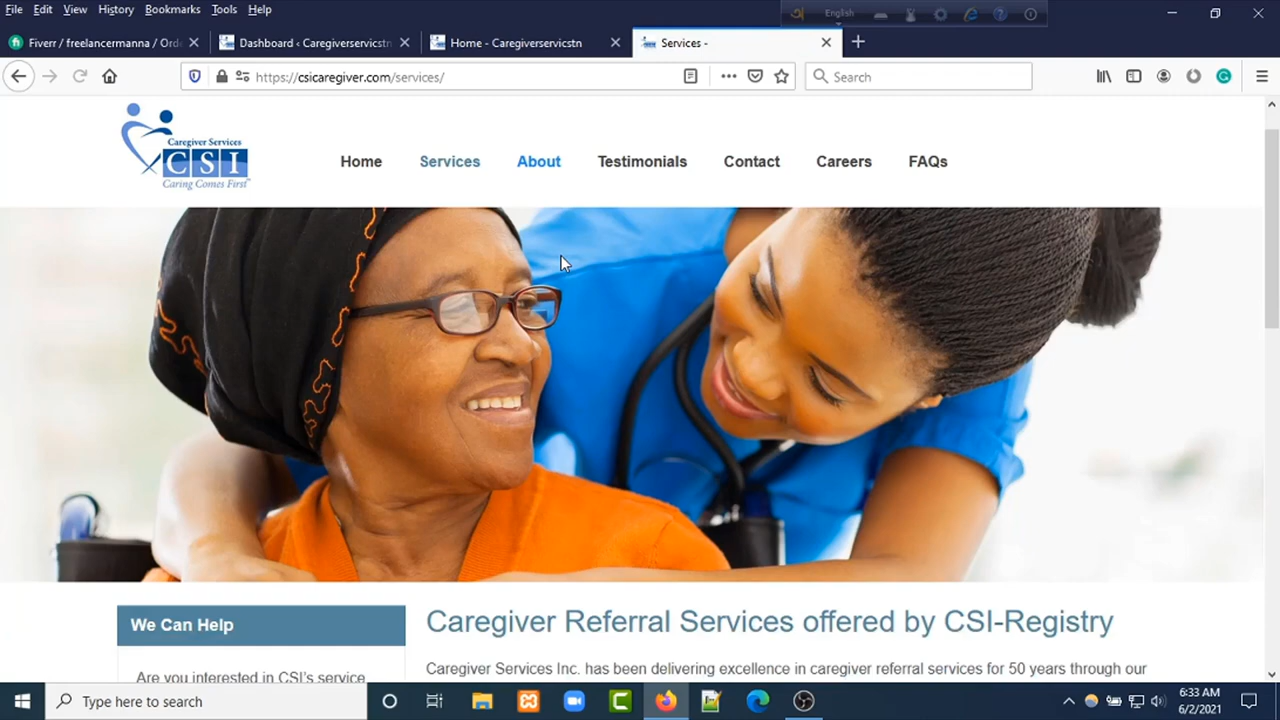 File Edit View History Bookmarks Tools Help
English
Fiverr / freelancermanna / Ord
Dashboard ‹ Caregiverservicstn
Home - Caregiverservicstn
Services -
https://csicaregiver.com/services/
Search
Caregiver Services
CSI
Caring Comes First
Home Services About Testimonials Contact Careers FAQs
We Can Help
Caregiver Referral Services offered by CSI-Registry
Are you interested in CSI's service
Caregiver Services Inc. has been delivering excellence in caregiver referral services for 50 years through our
Type here to search
6:33 AM
6/2/2021